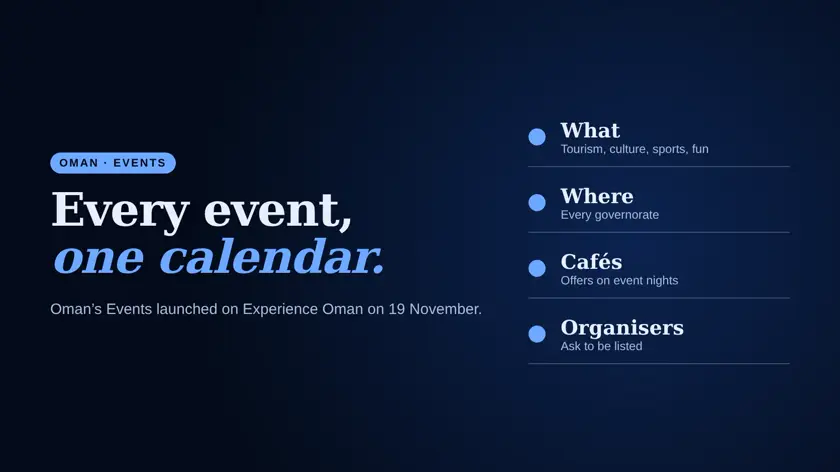 OMAN · EVENTS
Every event,
one calendar.
Oman’s Events launched on Experience Oman on 19 November.
What
Tourism, culture, sports, fun
Where
Every governorate
Cafés
Offers on event nights
Organisers
Ask to be listed